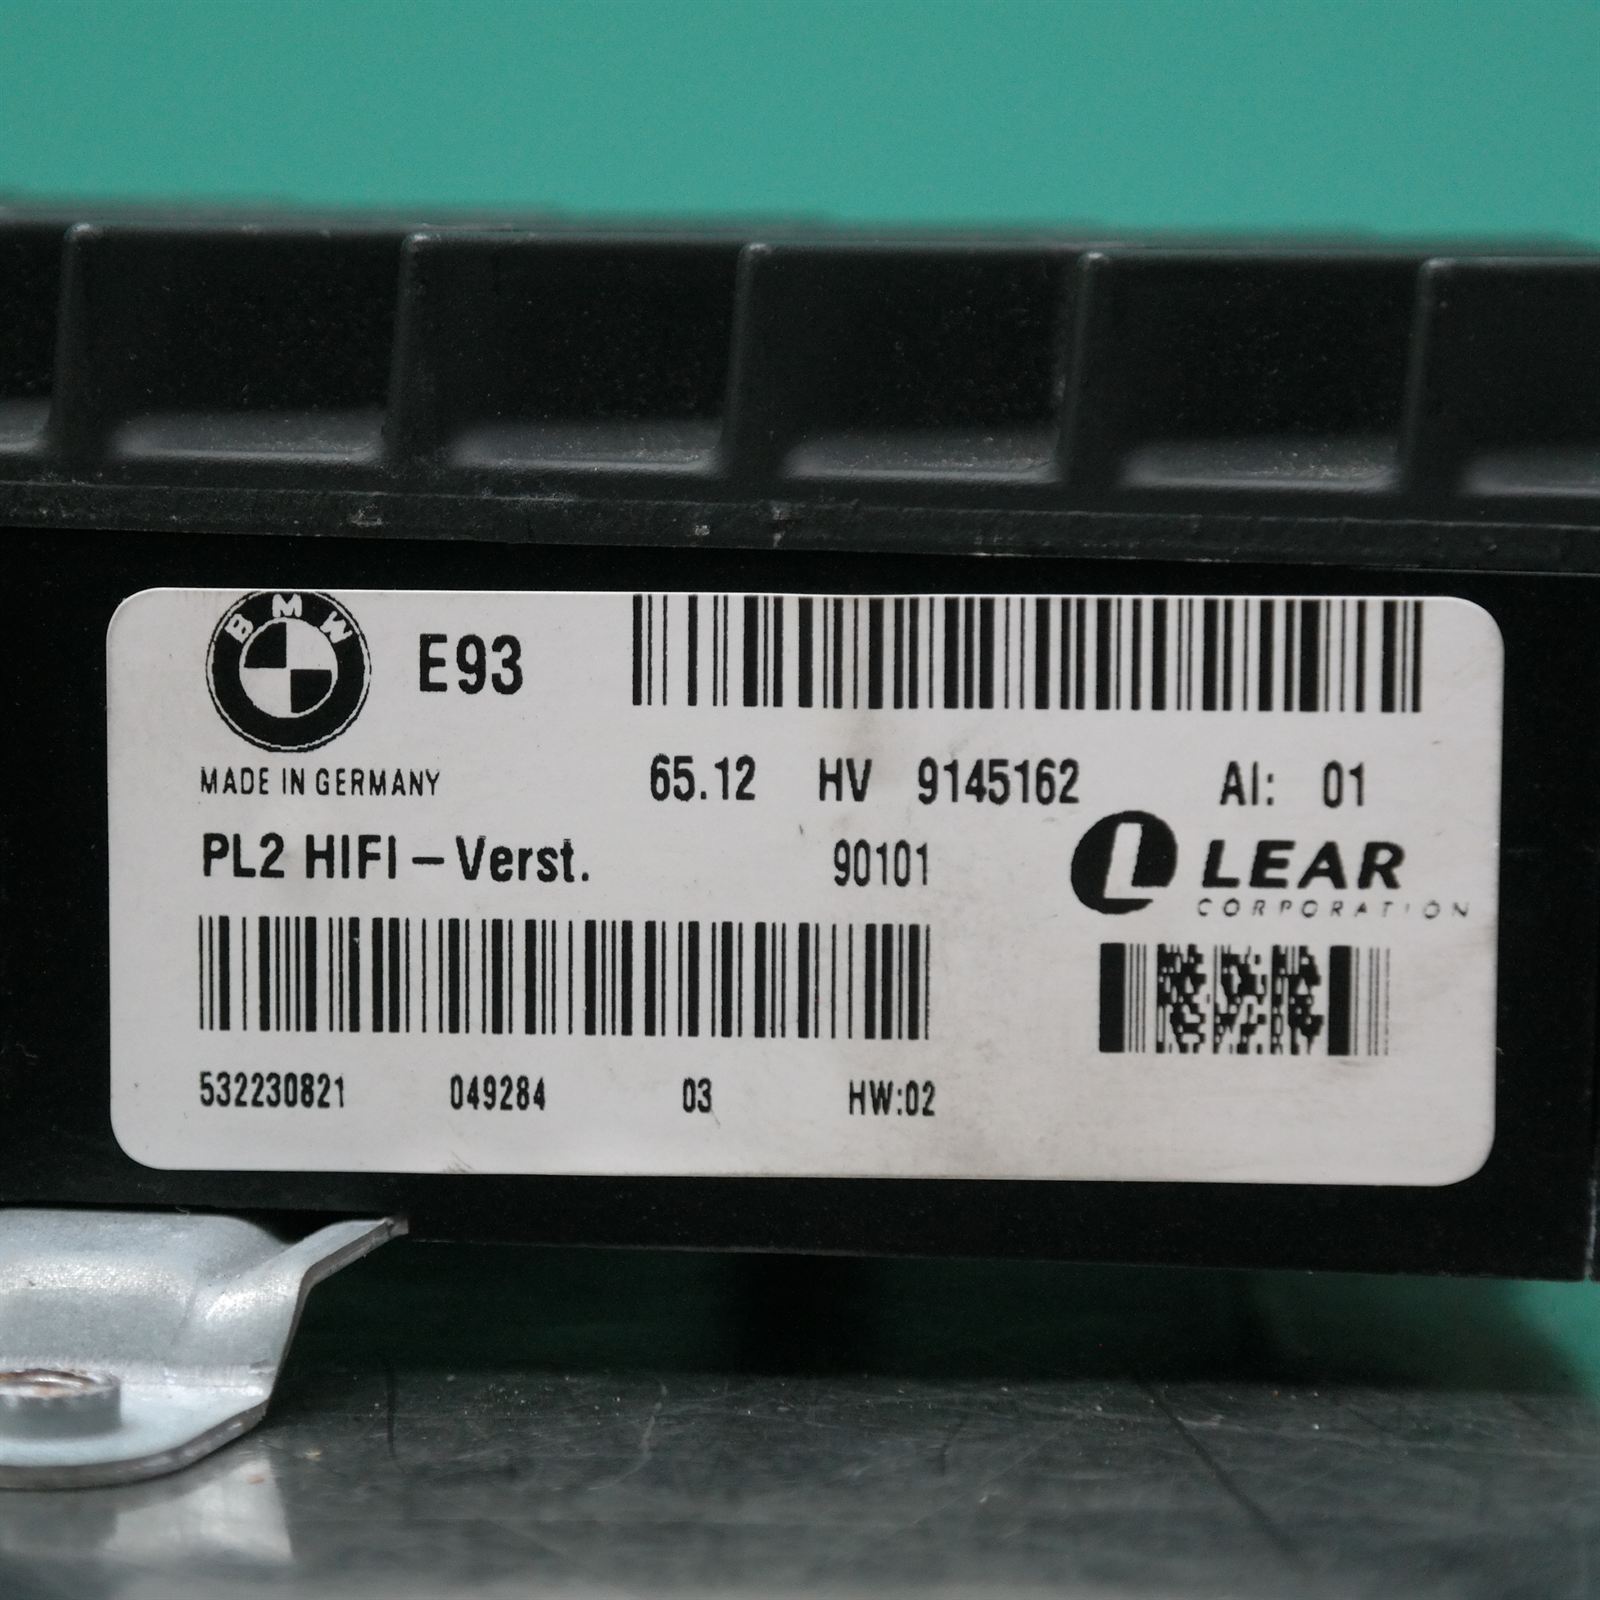 BMW E93
MADE IN GERMANY 65.12 HV 9145162 AI: 01
PL2 HIFI – Verst. 90101 LEAR
CORPORATION
532230821 049284 03 HW:02